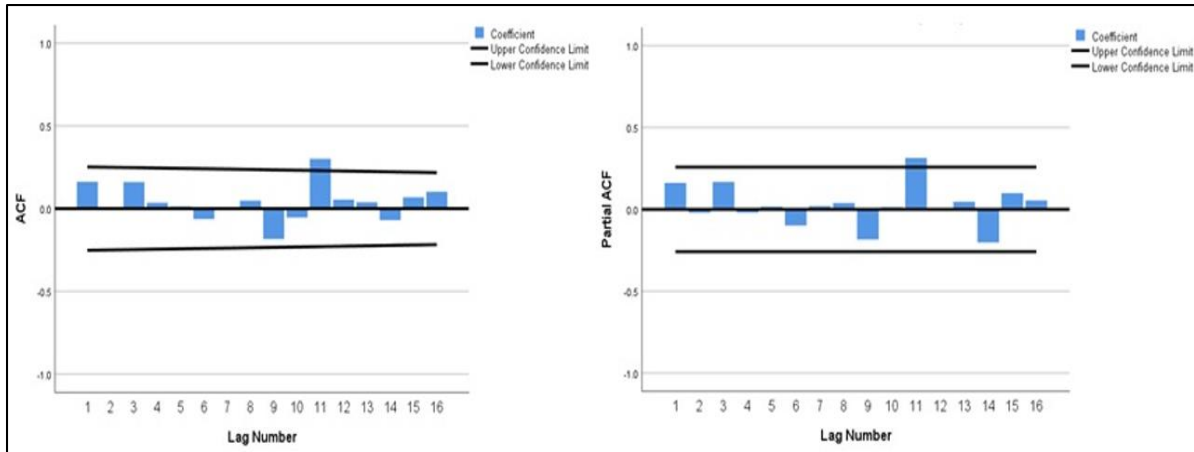 Coefficient
Upper Confidence Limit
Lower Confidence Limit
1.0
0.5
0.0
-0.5
-1.0
ACF
1 2 3 4 5 6 7 8 9 10 11 12 13 14 15 16
Lag Number
Coefficient
Upper Confidence Limit
Lower Confidence Limit
1.0
0.5
0.0
-0.5
-1.0
Partial ACF
1 2 3 4 5 6 7 8 9 10 11 12 13 14 15 16
Lag Number